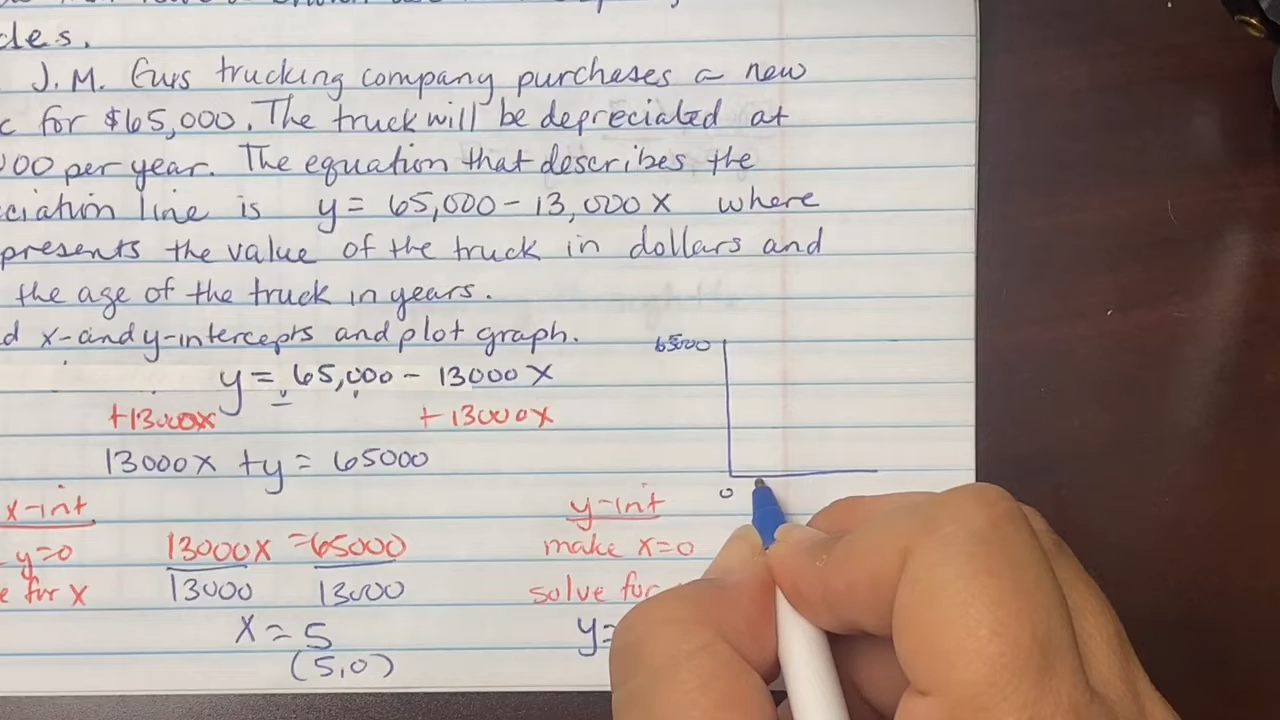 des.
J.M. Gurs trucking company purchases a new
c for $65,000. The truck will be depreciated at
000 per year. The equation that describes the
ciation line is y = 65,000 - 13,000x where
presents the value of the truck in dollars and
the age of the truck in years.
d x-and y-intercepts and plot graph.
65000
y = 65,000 - 13000x
+13000x +13000x
13000x + y = 65000
0
x-int y-int
y=0 13000x = 65000 make x=0
e for x 13000 13000 solve for
x = 5 y=
(5,0)